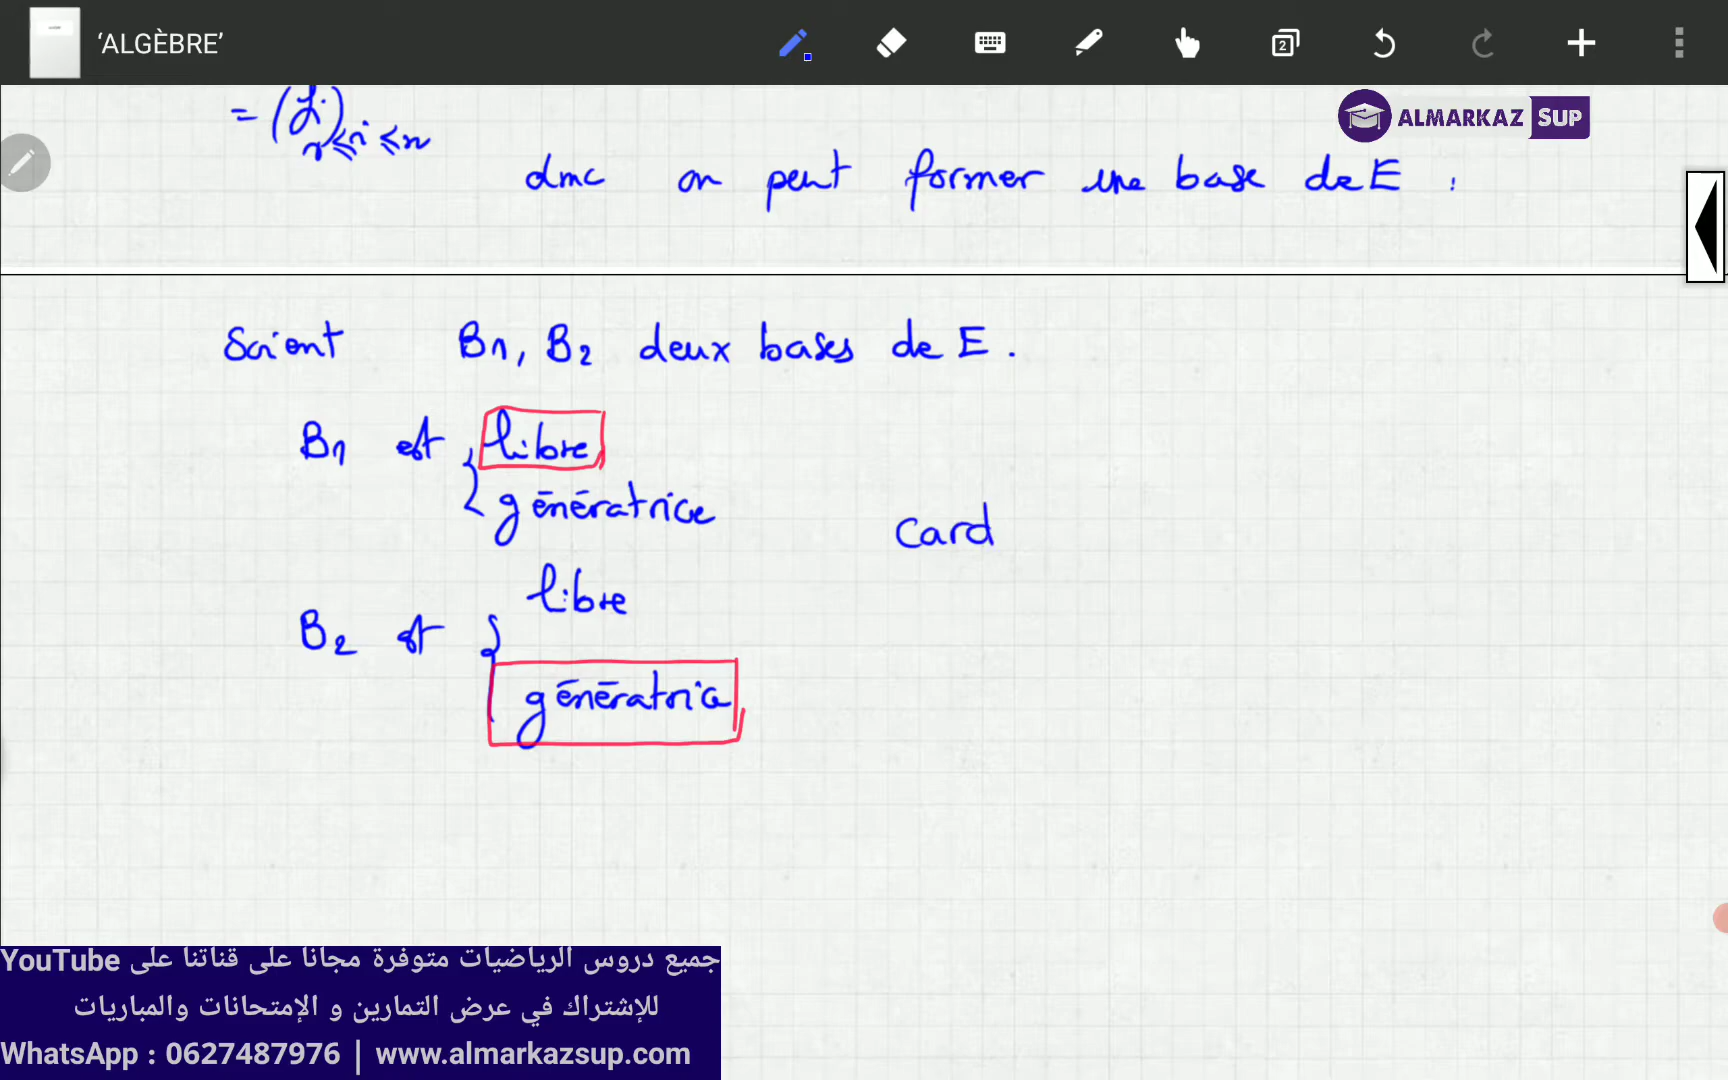 ‘ALGÈBRE’
2
ALMARKAZ SUP
≤ i ≤ n
donc on peut former une base de E .
Soient B1, B2 deux bases de E .
B1 est { libre
génératrice
card
libre
B2 est {
génératrice
جميع دروس الرياضيات متوفرة مجانا على قناتنا على YouTube
للإشتراك في عرض التمارين و الإمتحانات والمباريات
WhatsApp : 0627487976 | www.almarkazsup.com